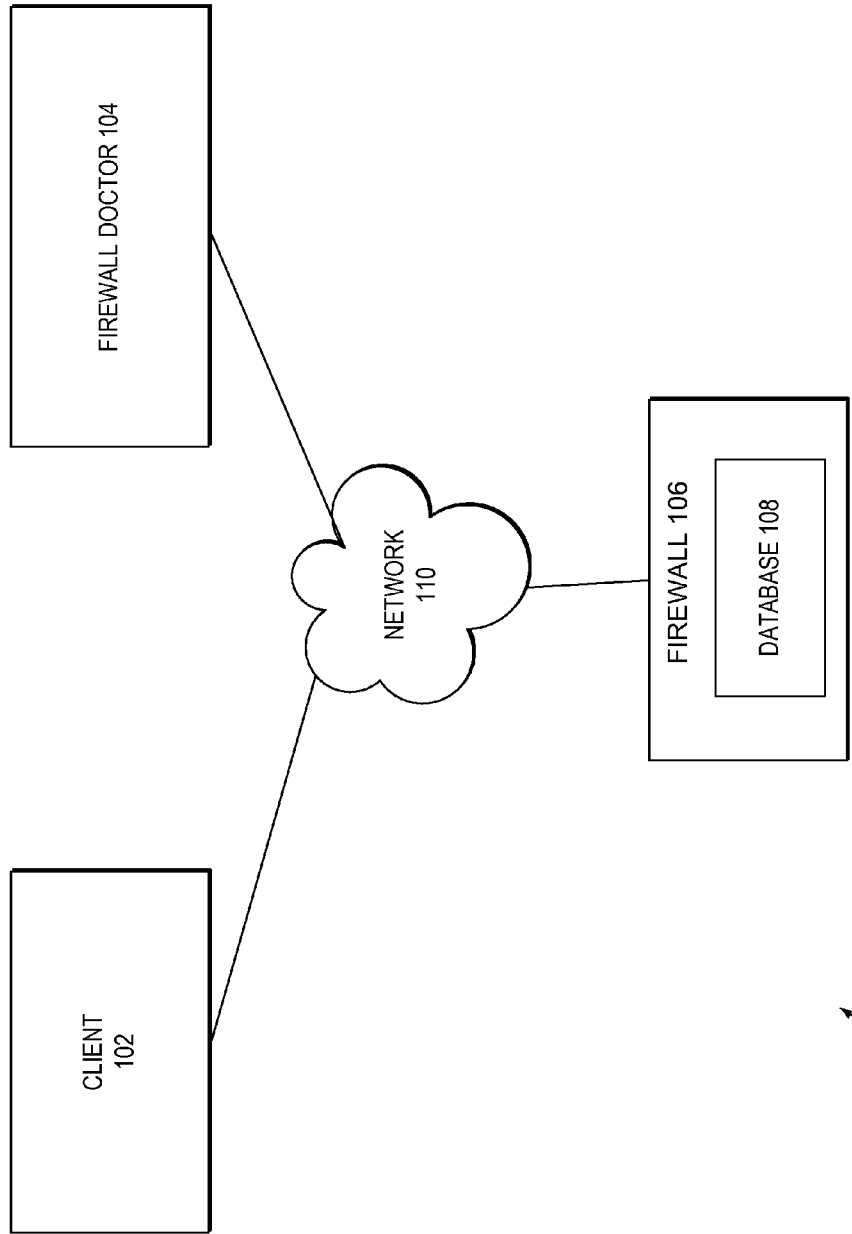 CLIENT
102
FIREWALL DOCTOR 104
NETWORK
110
FIREWALL 106
DATABASE 108